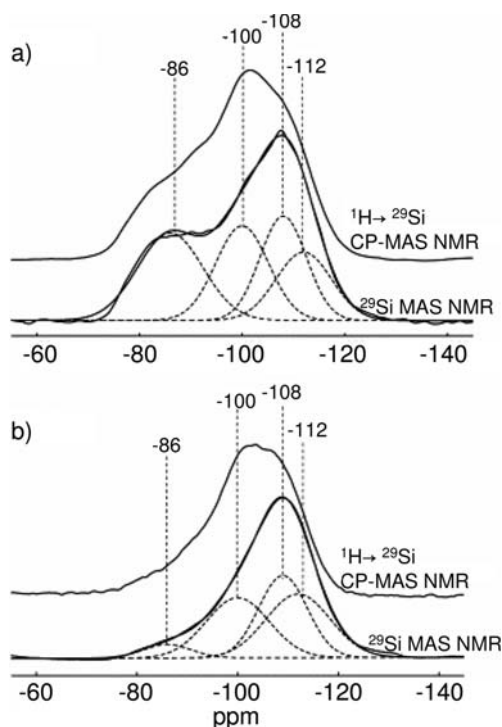 a)
-86
-100
-108
-112
¹H→ ²⁹Si
CP-MAS NMR
²⁹Si MAS NMR
-60 -80 -100 -120 -140
b)
-86
-100
-108
-112
¹H→ ²⁹Si
CP-MAS NMR
²⁹Si MAS NMR
-60 -80 -100 -120 -140
ppm